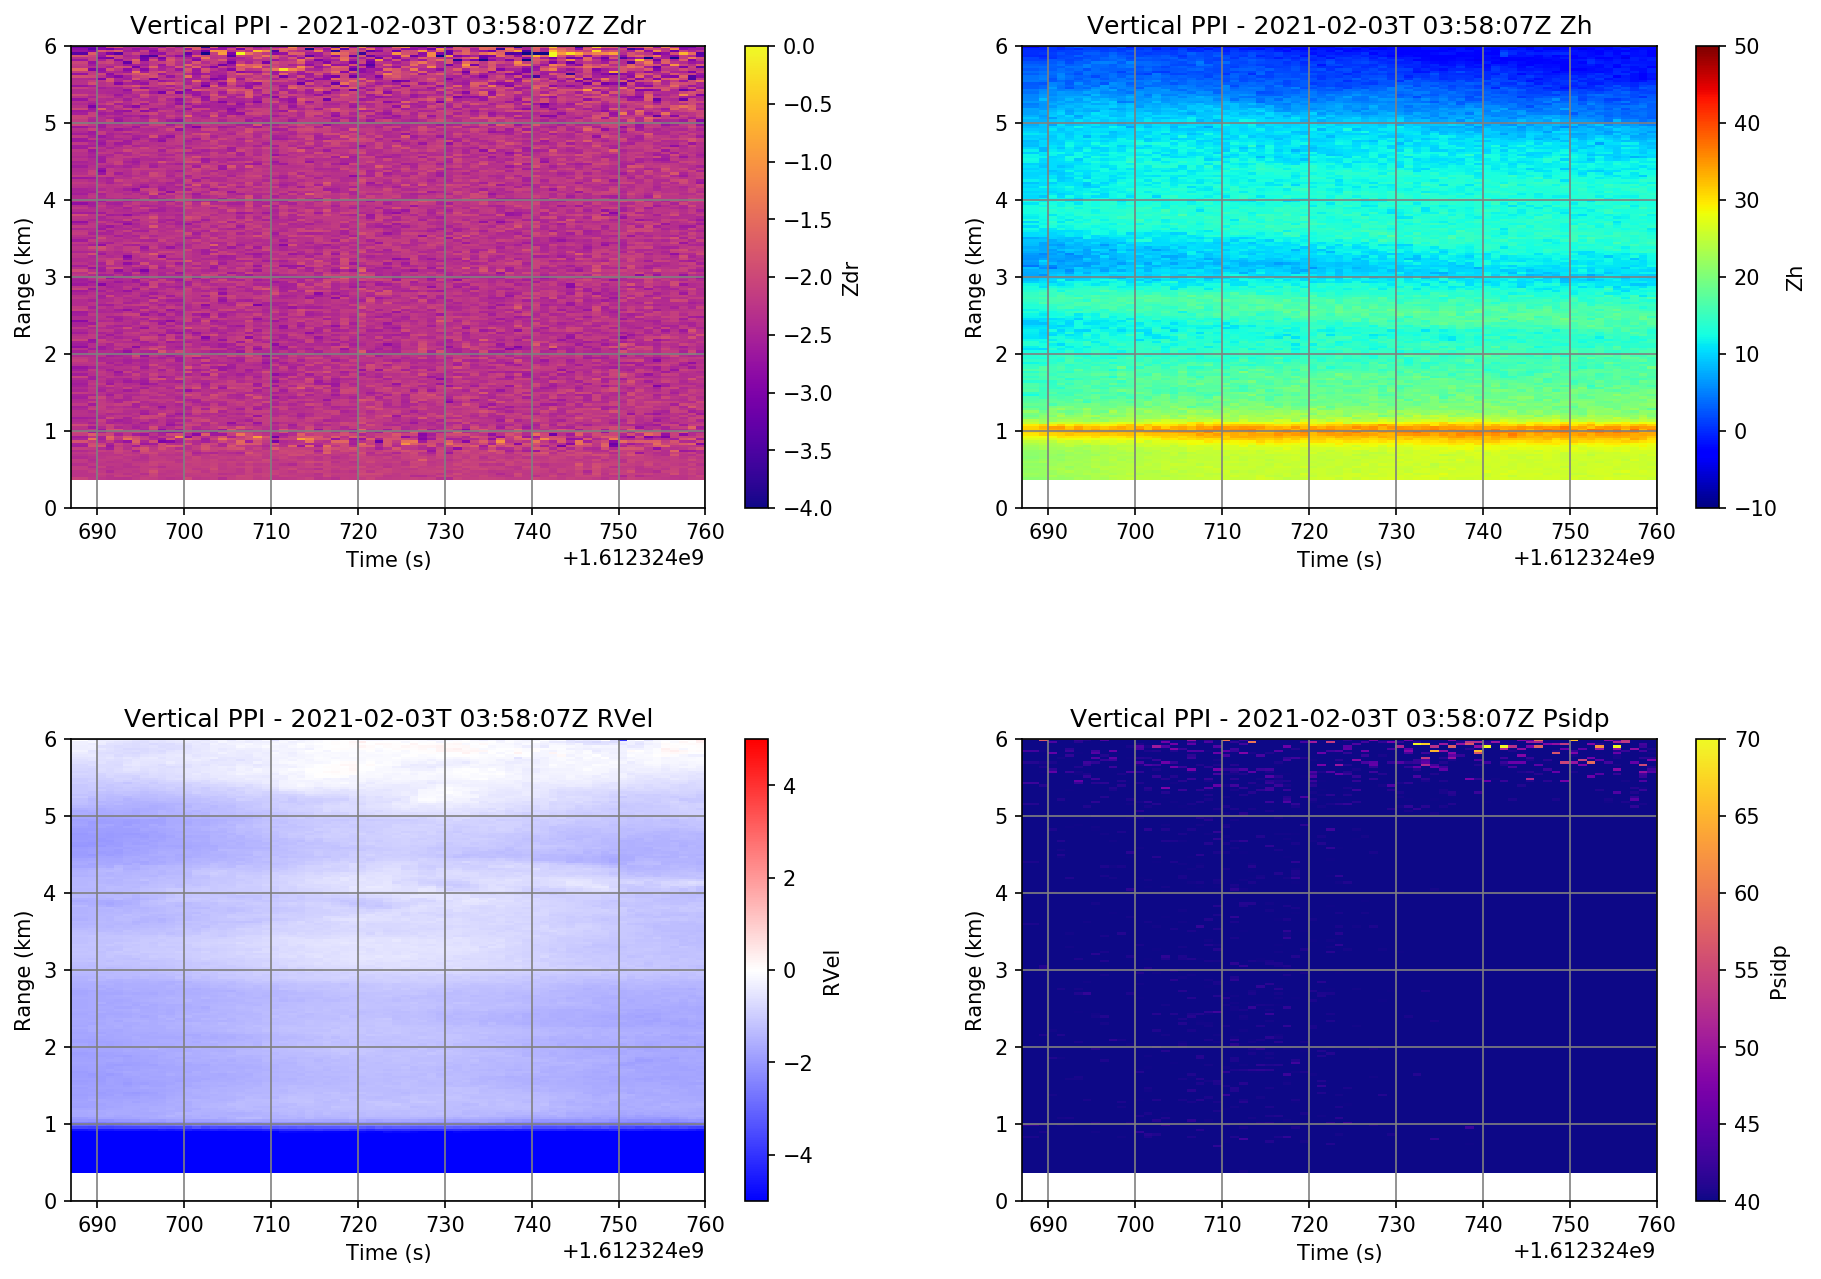 Vertical PPI - 2021-02-03T 03:58:07Z Zdr
6
5
4
3
2
1
0
Range (km)
690 700 710 720 730 740 750 760
Time (s)
+1.612324e9
0.0
−0.5
−1.0
−1.5
−2.0
−2.5
−3.0
−3.5
−4.0
Zdr
Vertical PPI - 2021-02-03T 03:58:07Z Zh
6
5
4
3
2
1
0
Range (km)
690 700 710 720 730 740 750 760
Time (s)
+1.612324e9
50
40
30
20
10
0
−10
Zh
Vertical PPI - 2021-02-03T 03:58:07Z RVel
6
5
4
3
2
1
0
Range (km)
690 700 710 720 730 740 750 760
Time (s)
+1.612324e9
4
2
0
−2
−4
RVel
Vertical PPI - 2021-02-03T 03:58:07Z Psidp
6
5
4
3
2
1
0
Range (km)
690 700 710 720 730 740 750 760
Time (s)
+1.612324e9
70
65
60
55
50
45
40
Psidp